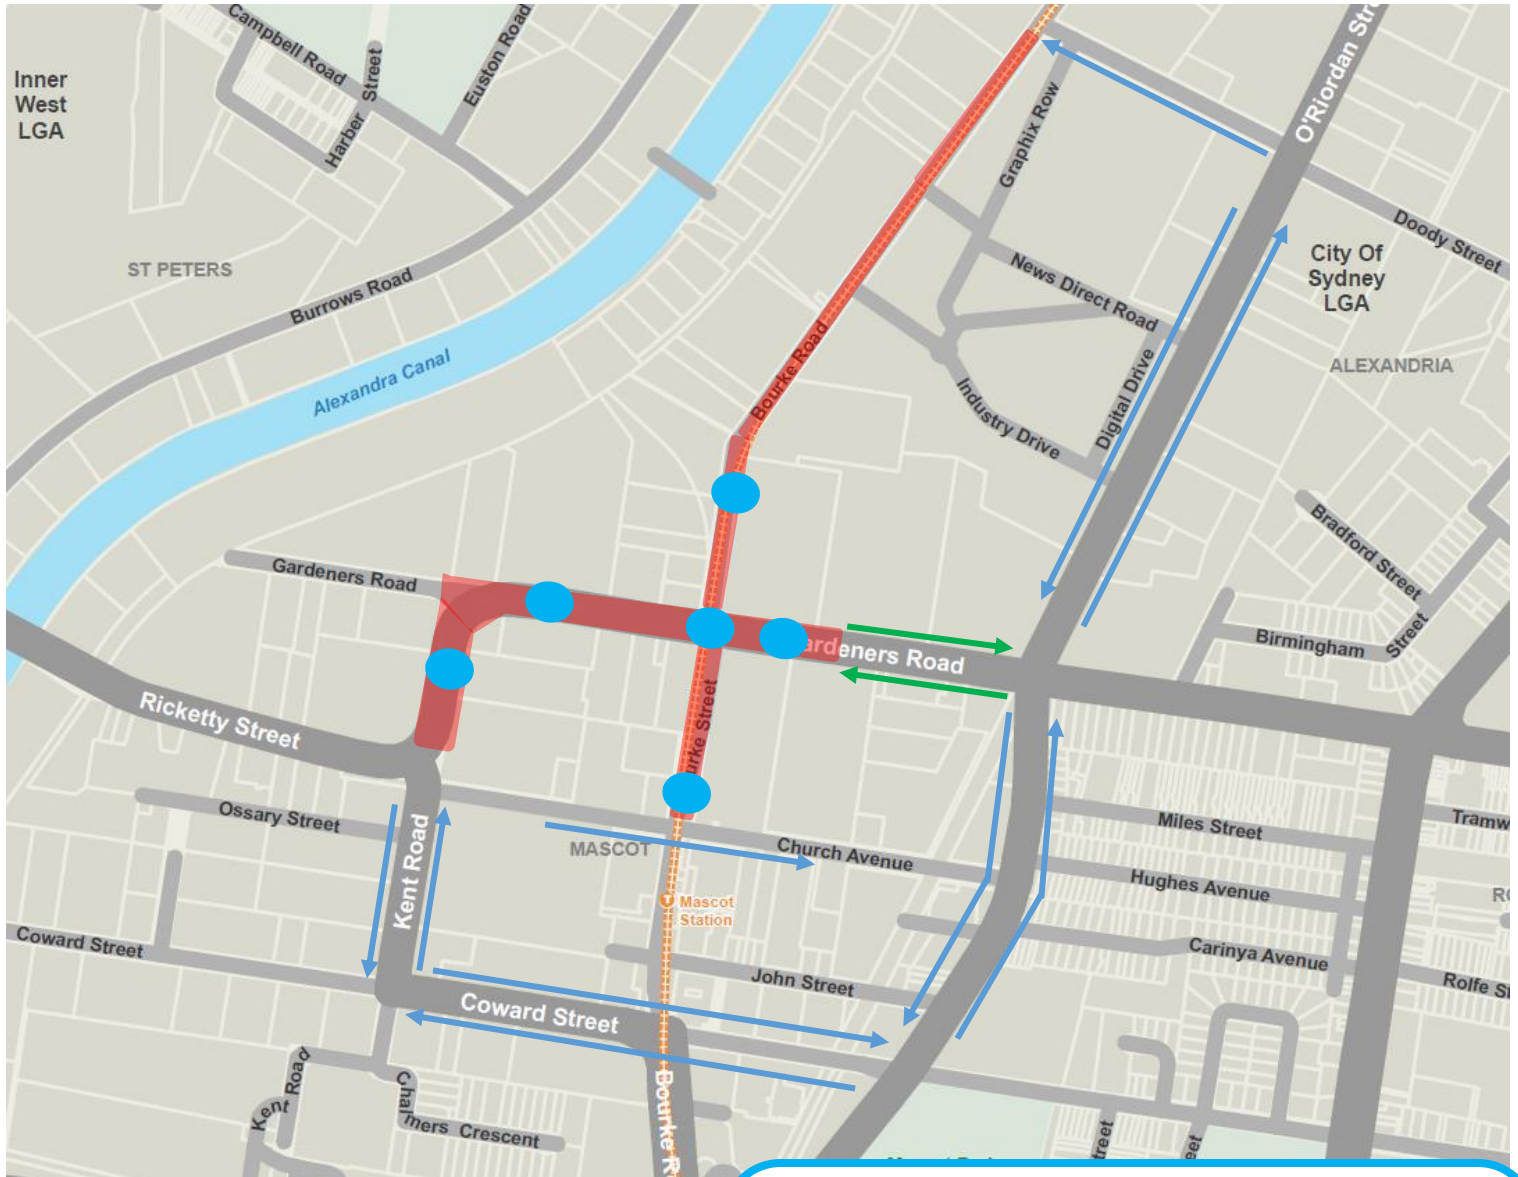 Campbell Road
Harber Street
Euston Road
Inner
West
LGA
O'Riordan
Graphix Row
Doody Street
City Of
Sydney
LGA
ST PETERS
News Direct Road
Burrows Road
Alexandra Canal
Bourke Road
ALEXANDRIA
Digital Drive
Industry Drive
Bradford Street
Gardeners Road
Birmingham Street
ardeners Road
Ricketty Street
urke Street
Ossary Street
MASCOT
Church Avenue
Miles Street
Tramw
Kent Road
Hughes Avenue
Mascot
Station
Coward Street
Carinya Avenue
John Street
Rolfe St
Coward Street
Kent Road
Chalmers Crescent
Bourke R
treet
eet